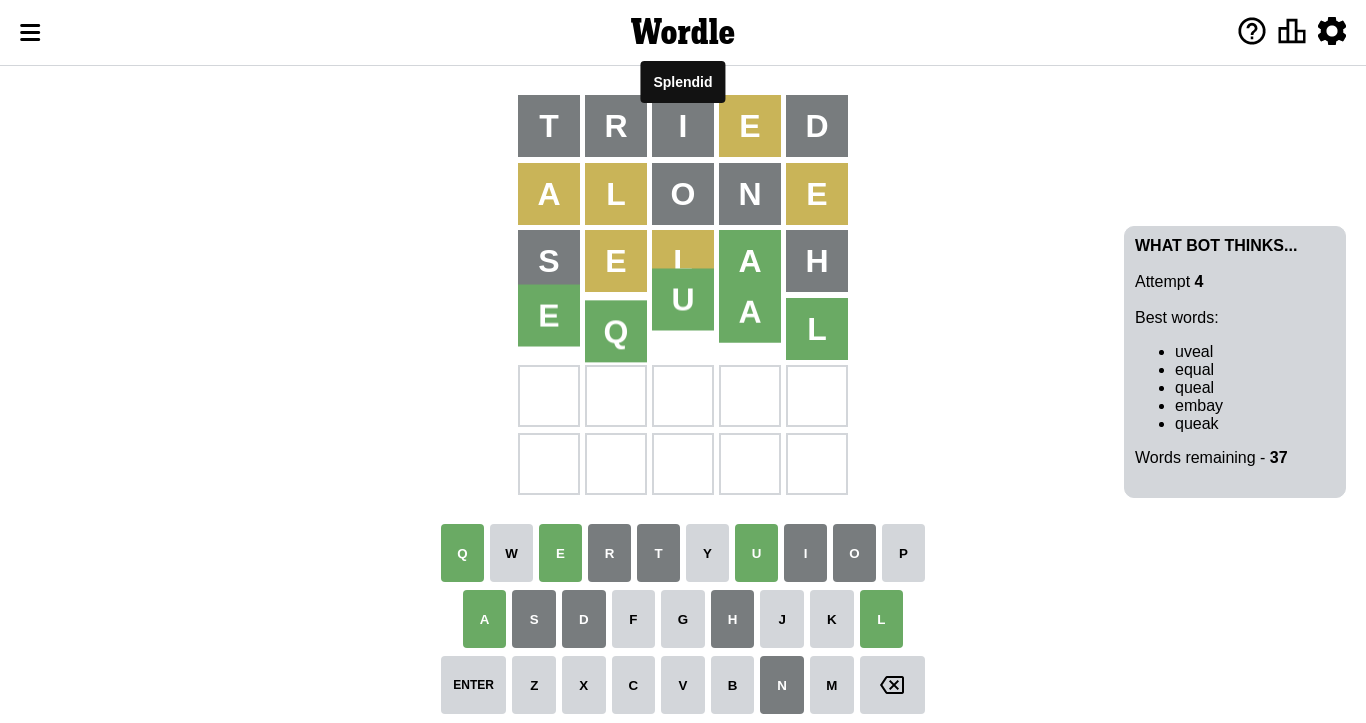 Wordle
Splendid
T R I E D
A L O N E
S E L A H
E Q U A L
WHAT BOT THINKS...
Attempt 4
Best words:
uveal
equal
queal
embay
queak
Words remaining - 37
Q W E R T Y U I O P
A S D F G H J K L
ENTER Z X C V B N M